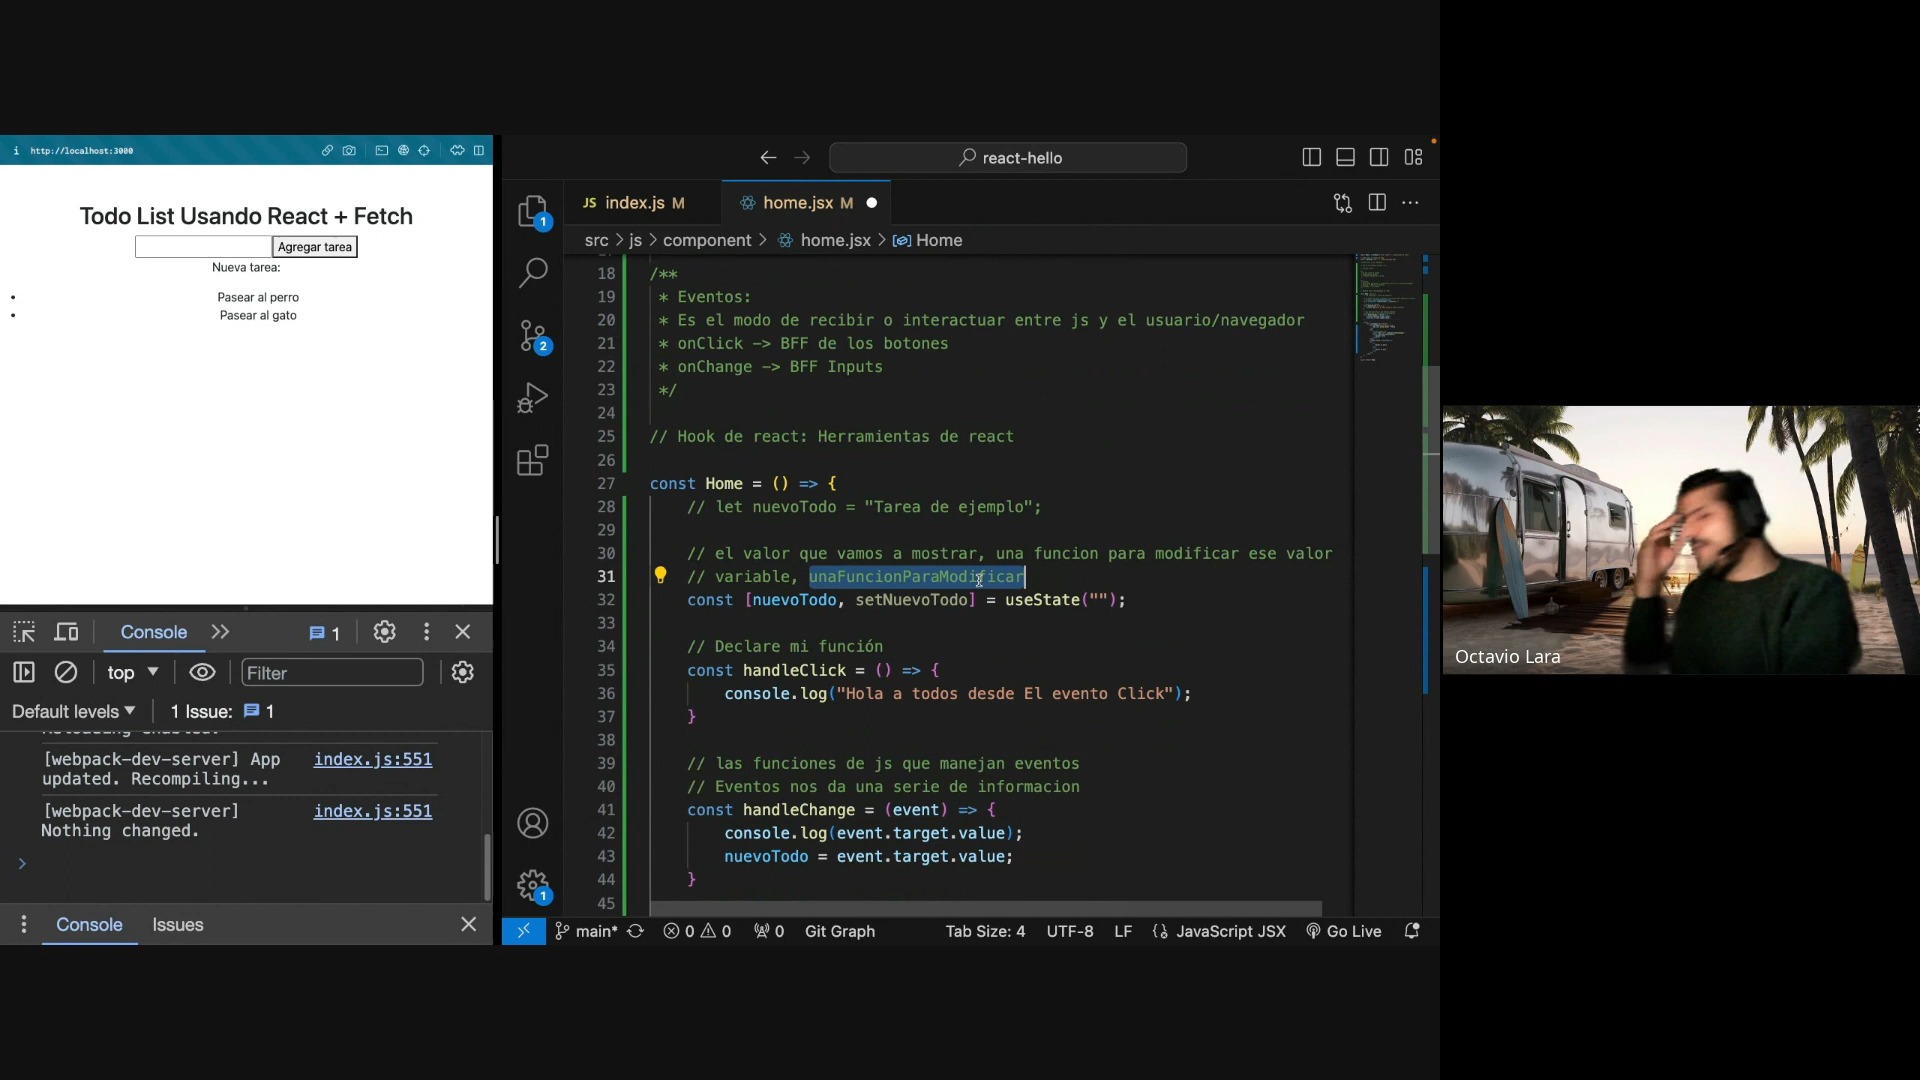 http://localhost:3000
Todo List Usando React + Fetch
Agregar tarea
Nueva tarea:
Pasear al perro
Pasear al gato
Console
1
top
Filter
Default levels
1 Issue: 1
[webpack-dev-server] App updated. Recompiling...
index.js:551
[webpack-dev-server] Nothing changed.
index.js:551
Console
Issues
react-hello
JS index.js M
home.jsx M
src > js > component > home.jsx > Home
18 /**
19 * Eventos:
20 * Es el modo de recibir o interactuar entre js y el usuario/navegador
21 * onClick -> BFF de los botones
22 * onChange -> BFF Inputs
23 */
24
25 // Hook de react: Herramientas de react
26
27 const Home = () => {
28 // let nuevoTodo = "Tarea de ejemplo";
29
30 // el valor que vamos a mostrar, una funcion para modificar ese valor
31 // variable, unaFuncionParaModificar
32 const [nuevoTodo, setNuevoTodo] = useState("");
33
34 // Declare mi función
35 const handleClick = () => {
36 console.log("Hola a todos desde El evento Click");
37 }
38
39 // las funciones de js que manejan eventos
40 // Eventos nos da una serie de informacion
41 const handleChange = (event) => {
42 console.log(event.target.value);
43 nuevoTodo = event.target.value;
44 }
45
1
2
1
main*
0
0
0
Git Graph
Tab Size: 4
UTF-8
LF
JavaScript JSX
Go Live
Octavio Lara